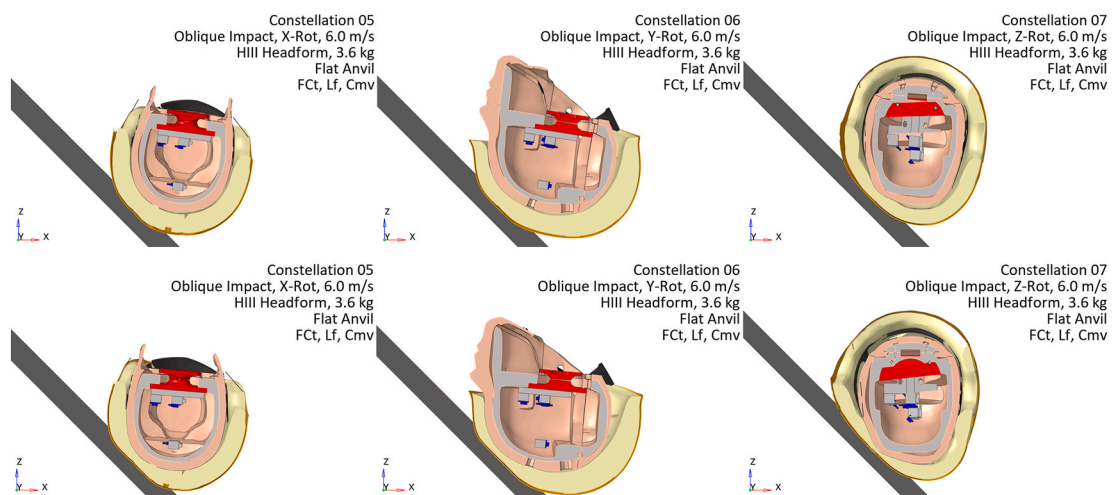 Constellation 05
Oblique Impact, X-Rot, 6.0 m/s
HIII Headform, 3.6 kg
Flat Anvil
FCt, Lf, Cmv
Z
Y
X
Constellation 06
Oblique Impact, Y-Rot, 6.0 m/s
HIII Headform, 3.6 kg
Flat Anvil
FCt, Lf, Cmv
Z
Y
X
Constellation 07
Oblique Impact, Z-Rot, 6.0 m/s
HIII Headform, 3.6 kg
Flat Anvil
FCt, Lf, Cmv
Z
Y
X
Constellation 05
Oblique Impact, X-Rot, 6.0 m/s
HIII Headform, 3.6 kg
Flat Anvil
FCt, Lf, Cmv
Z
Y
X
Constellation 06
Oblique Impact, Y-Rot, 6.0 m/s
HIII Headform, 3.6 kg
Flat Anvil
FCt, Lf, Cmv
Z
Y
X
Constellation 07
Oblique Impact, Z-Rot, 6.0 m/s
HIII Headform, 3.6 kg
Flat Anvil
FCt, Lf, Cmv
Z
Y
X